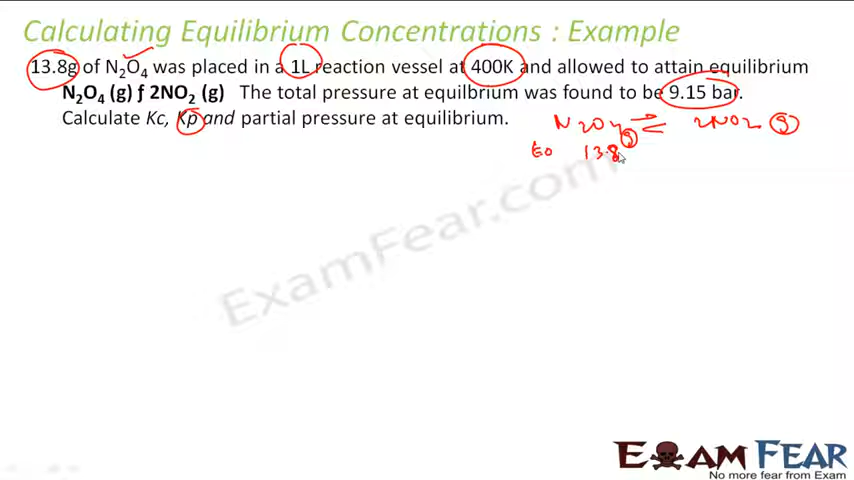 Calculating Equilibrium Concentrations : Example
13.8g of N₂O₄ was placed in a 1L reaction vessel at 400K and allowed to attain equilibrium
N₂O₄ (g) ƒ 2NO₂ (g) The total pressure at equilbrium was found to be 9.15 bar.
Calculate Kc, Kp and partial pressure at equilibrium.
N2O4 (g) ⇌ 2NO2 (g)
t=0 13.8
ExamFear.com
EXAM FEAR
No more fear from Exam